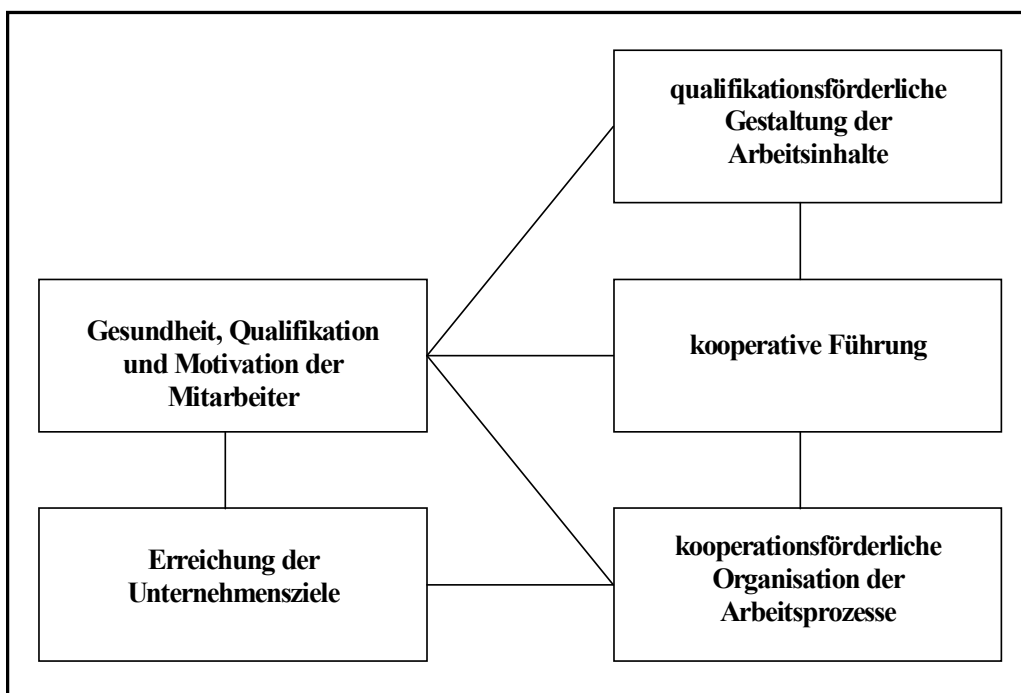 qualifikationsförderliche
Gestaltung der
Arbeitsinhalte
Gesundheit, Qualifikation
und Motivation der
Mitarbeiter
kooperative Führung
Erreichung der
Unternehmensziele
kooperationsförderliche
Organisation der
Arbeitsprozesse